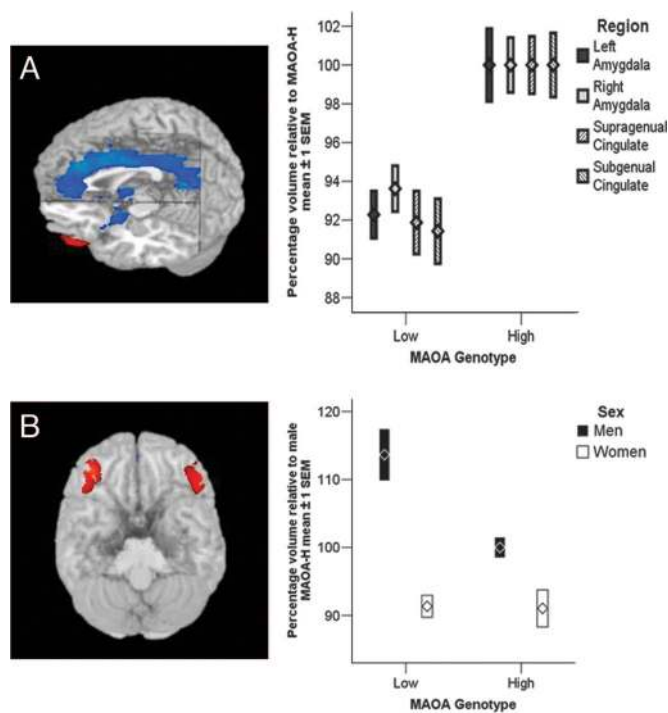 A
Percentage volume relative to MAOA-H
mean ± 1 SEM
102
100
98
96
94
92
90
88
Low
High
MAOA Genotype
Region
Left
Amygdala
Right
Amygdala
Supragenual
Cingulate
Subgenual
Cingulate
B
Percentage volume relative to male
MAOA-H mean ± 1 SEM
120
110
100
90
Low
High
MAOA Genotype
Sex
Men
Women